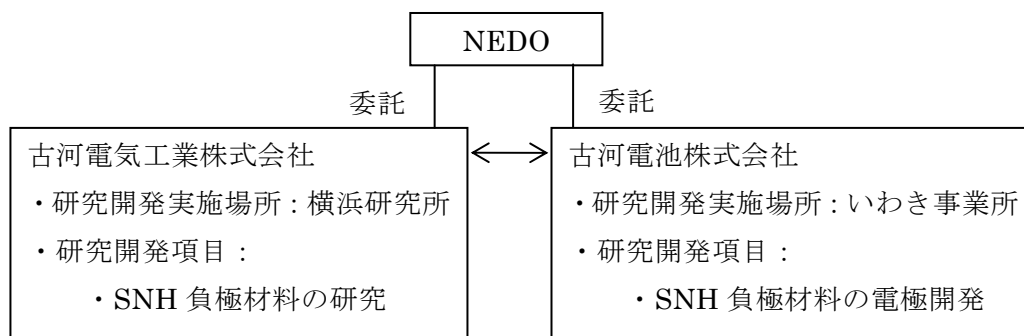 NEDO
委託
委託
古河電気工業株式会社
・研究開発実施場所：横浜研究所
・研究開発項目：
・SNH 負極材料の研究
古河電池株式会社
・研究開発実施場所：いわき事業所
・研究開発項目：
・SNH 負極材料の電極開発